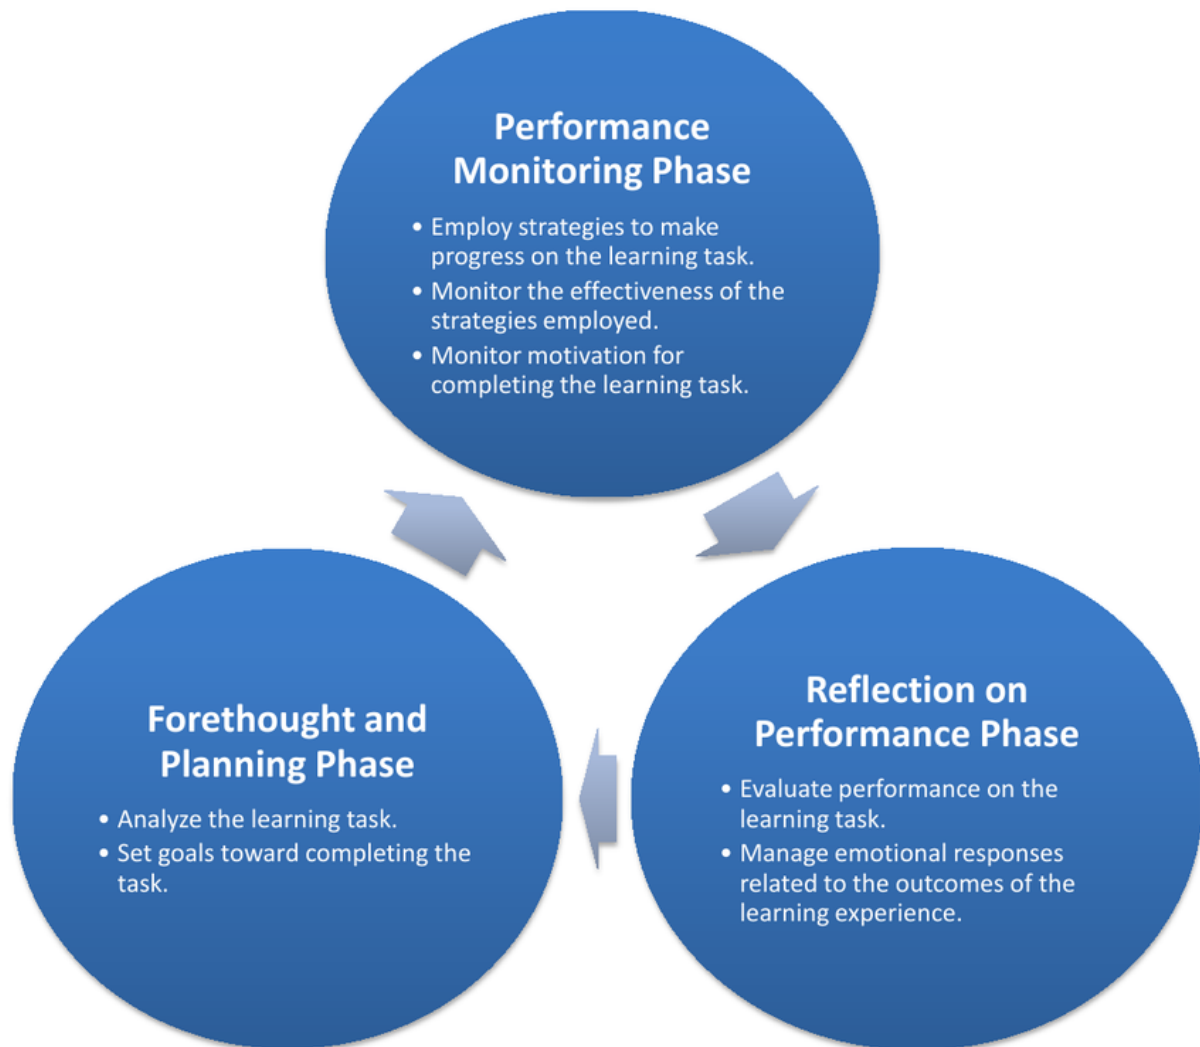 Performance
Monitoring Phase
• Employ strategies to make
progress on the learning task.
• Monitor the effectiveness of the
strategies employed.
• Monitor motivation for
completing the learning task.
Forethought and
Planning Phase
• Analyze the learning task.
• Set goals toward completing the
task.
Reflection on
Performance Phase
• Evaluate performance on the
learning task.
• Manage emotional responses
related to the outcomes of the
learning experience.